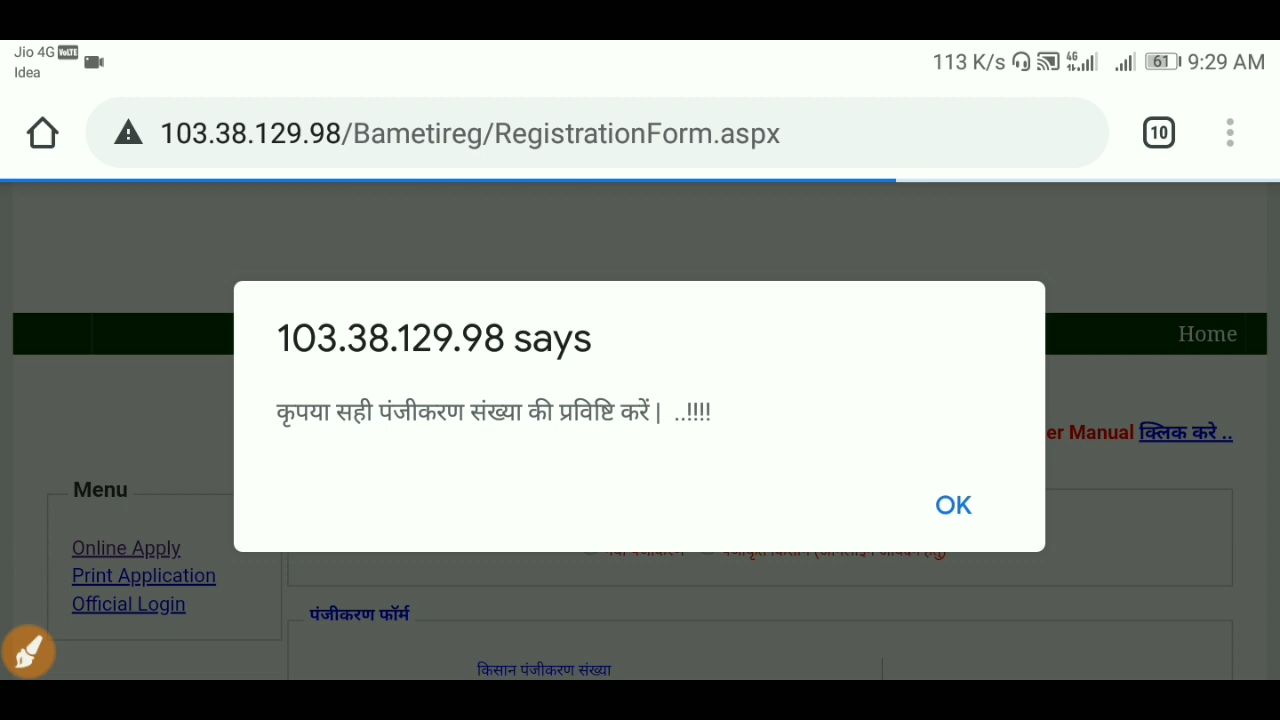 Jio 4G VoLTE
Idea
113 K/s 4G 61 9:29 AM
103.38.129.98/Bametireg/RegistrationForm.aspx
10
Home
103.38.129.98 says
कृपया सही पंजीकरण संख्या की प्रविष्टि करें | ..!!!!
OK
er Manual क्लिक करे ..
Menu
Online Apply
Print Application
Official Login
पंजीकरण फॉर्म
किसान पंजीकरण संख्या